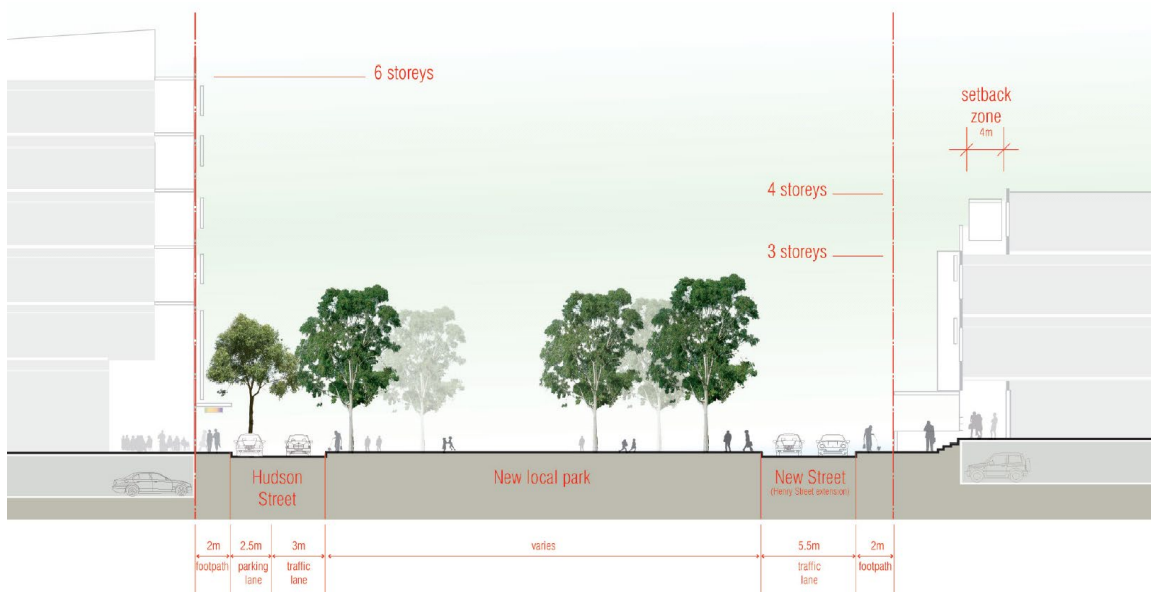 6 storeys
setback
zone
4m
4 storeys
3 storeys
Hudson
Street
New local park
New Street
(Henry Street extension)
2m
footpath
2.5m
parking
lane
3m
traffic
lane
varies
5.5m
traffic
lane
2m
footpath